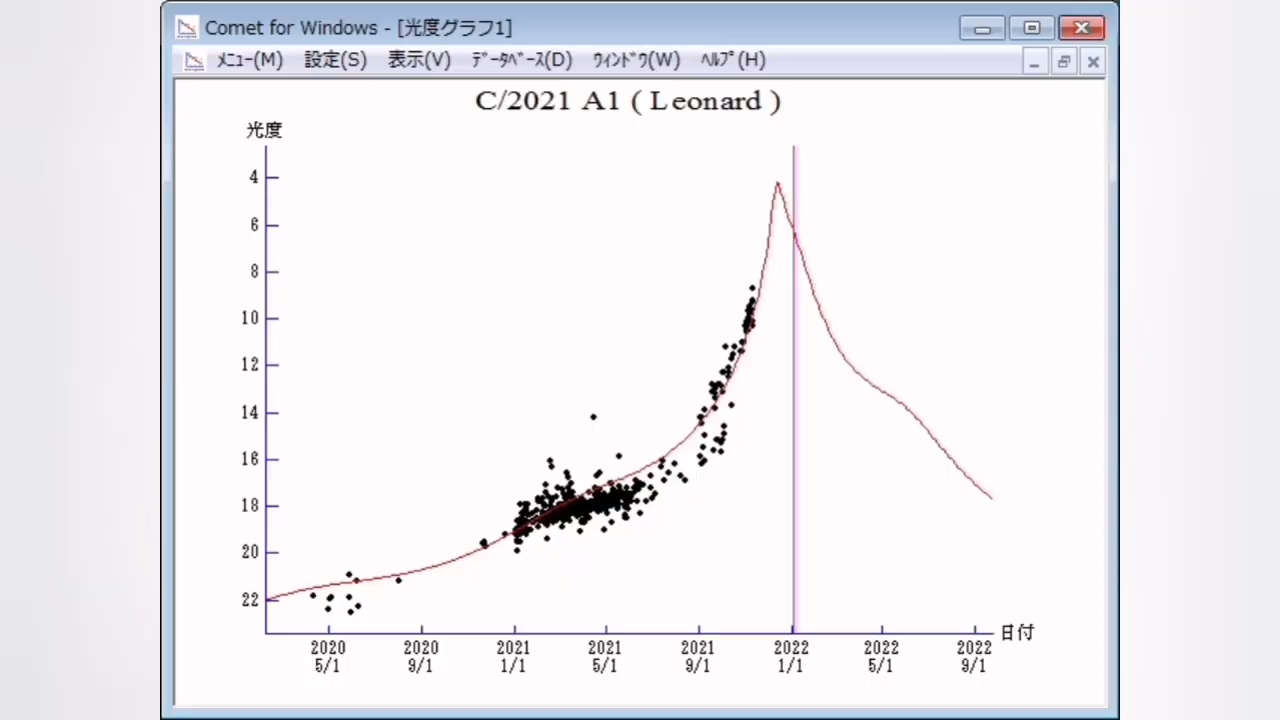 Comet for Windows - [光度グラフ1]
ﾒﾆｭｰ(M) 設定(S) 表示(V) ﾃﾞｰﾀﾍﾞｰｽ(D) ｳｨﾝﾄﾞｳ(W) ﾍﾙﾌﾟ(H)
C/2021 A1 ( Leonard )
光度
4
6
8
10
12
14
16
18
20
22
日付
2020 2020 2021 2021 2021 2022 2022 2022
5/1 9/1 1/1 5/1 9/1 1/1 5/1 9/1